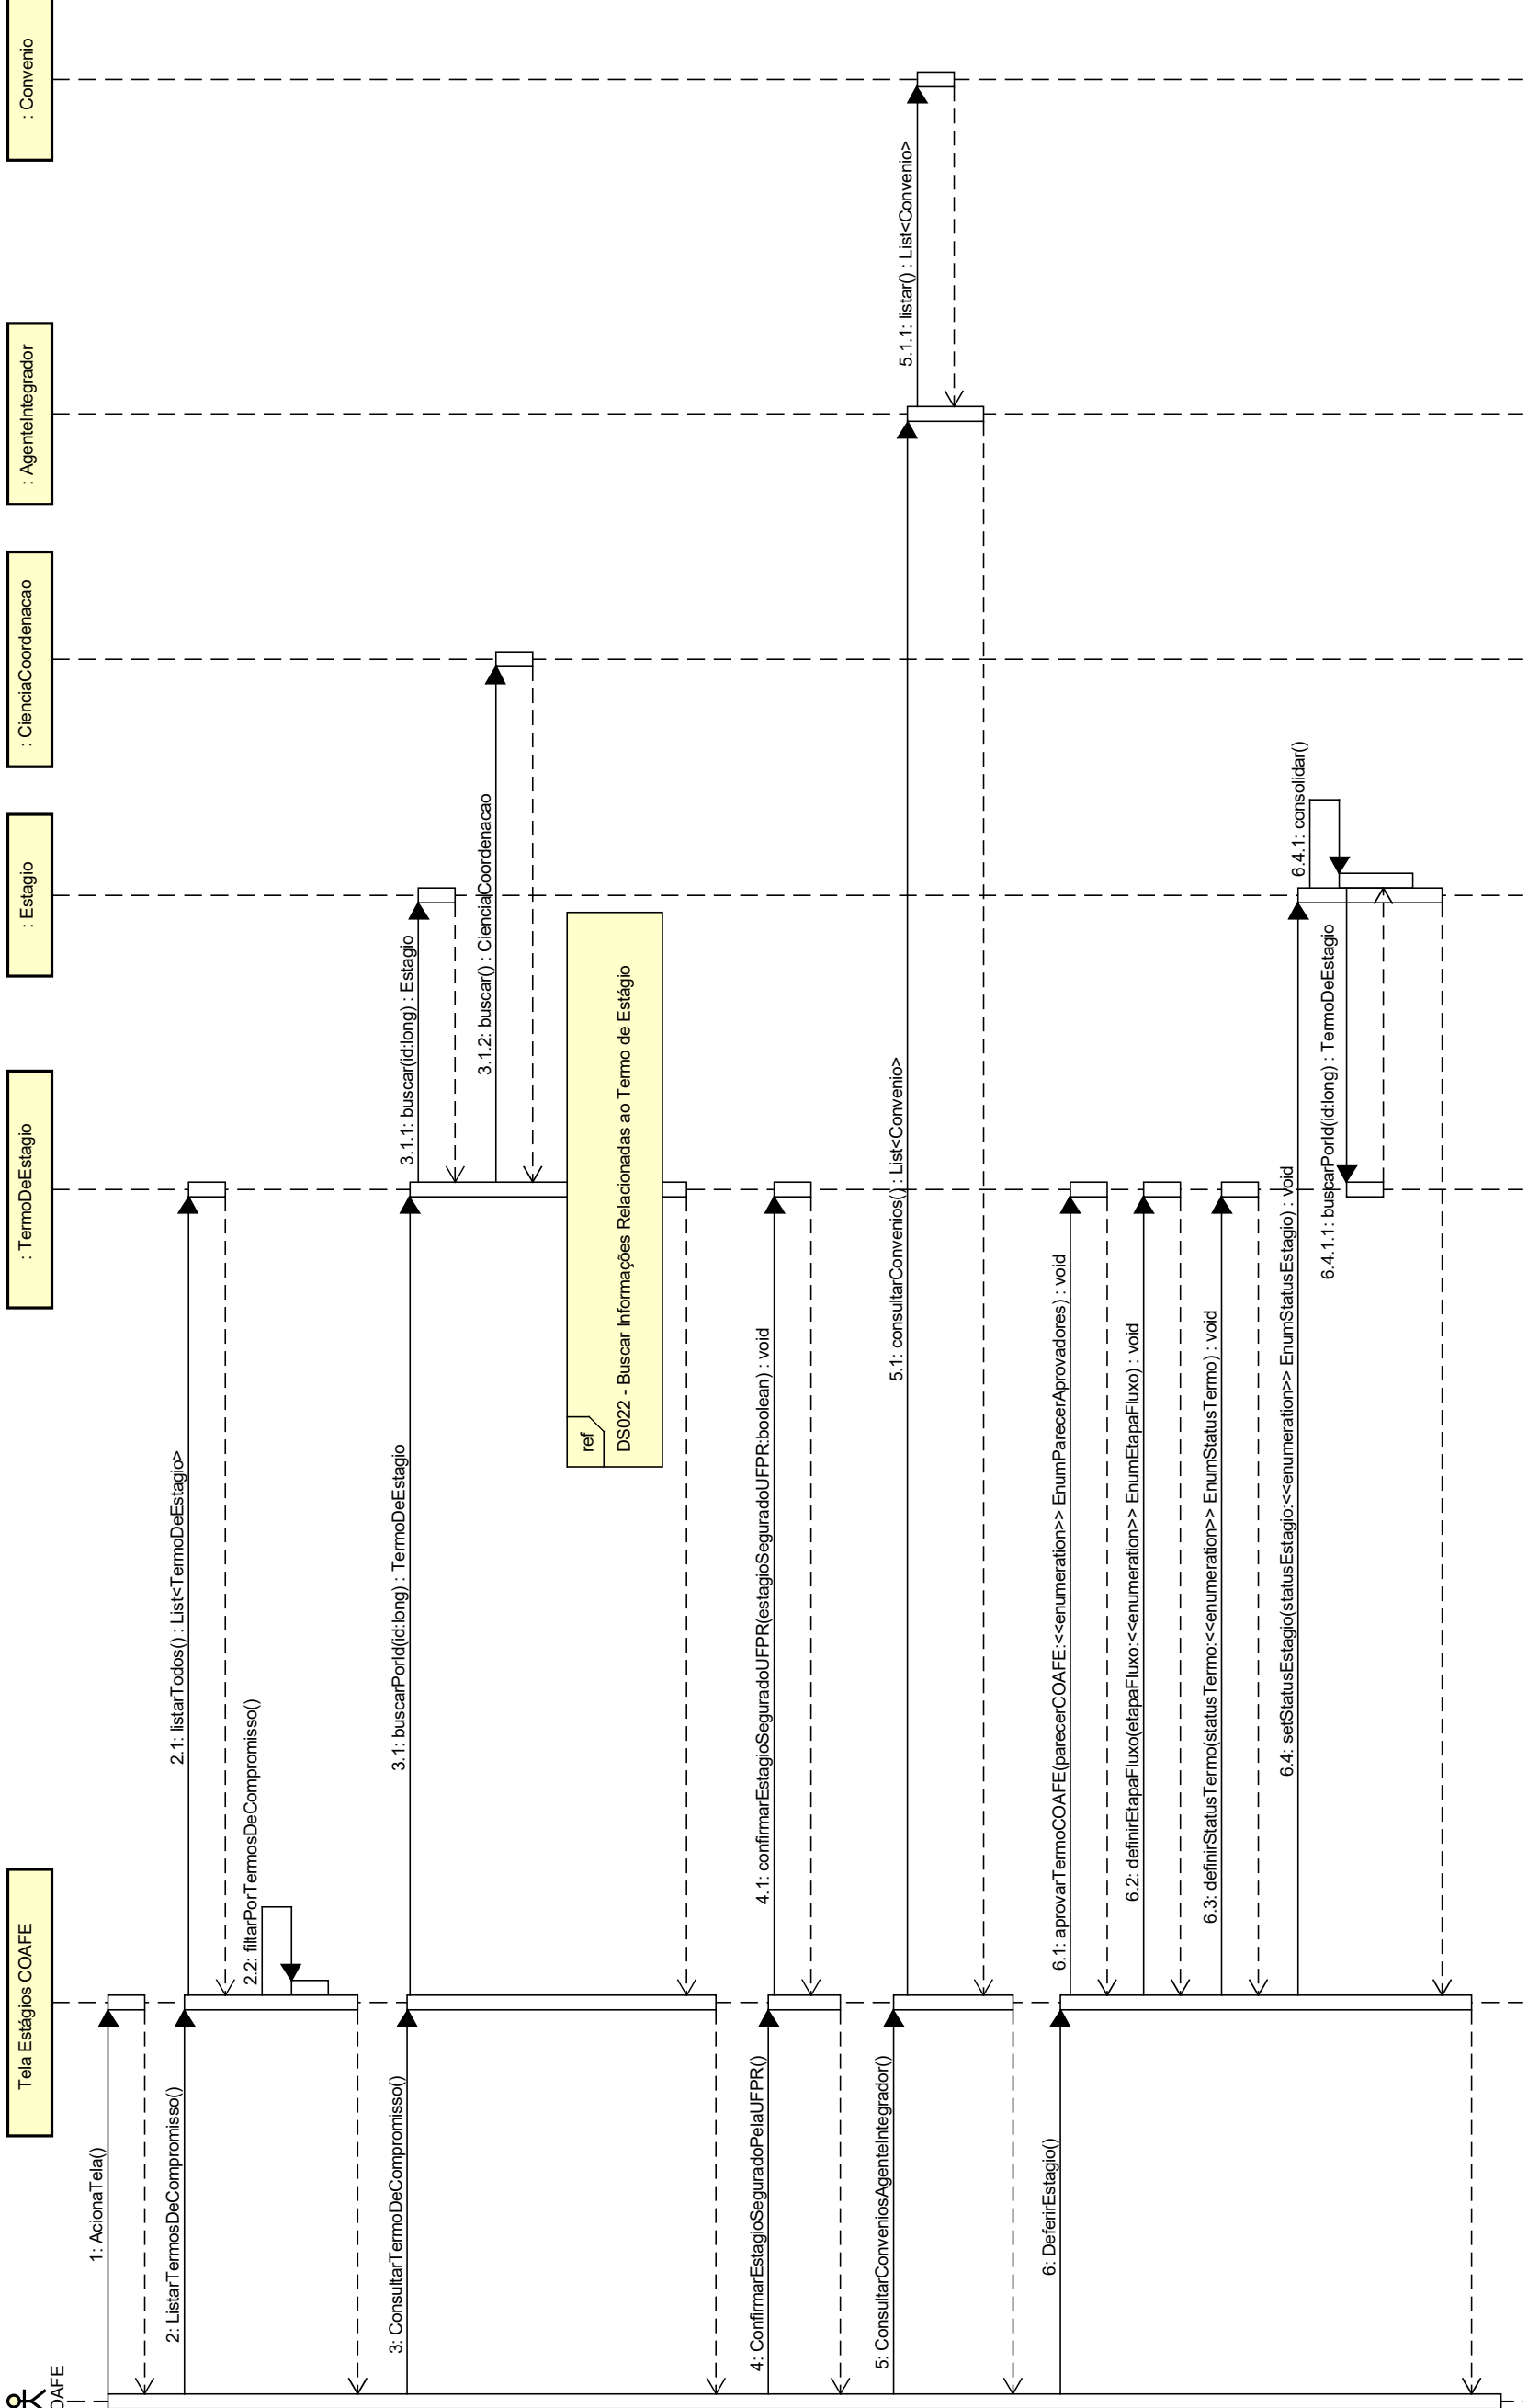 OAFE
Tela Estágios COAFE
: TermoDeEstagio
: Estagio
: CienciaCoordenacao
: AgenteIntegrador
: Convenio
1: AcionaTela()
2: ListarTermosDeCompromisso()
2.1: listarTodos() : List<TermoDeEstagio>
2.2: filtarPorTermosDeCompromisso()
3: ConsultarTermoDeCompromisso()
3.1: buscarPorId(id:long) : TermoDeEstagio
3.1.1: buscar(id:long) : Estagio
3.1.2: buscar() : CienciaCoordenacao
ref
DS022 - Buscar Informações Relacionadas ao Termo de Estágio
4: ConfirmarEstagioSeguradoPelaUFPR()
4.1: confirmarEstagioSeguradoUFPR(estagioSeguradoUFPR:boolean) : void
5: ConsultarConveniosAgenteIntegrador()
5.1: consultarConvenios() : List<Convenio>
5.1.1: listar() : List<Convenio>
6: DeferirEstagio()
6.1: aprovarTermoCOAFE(parecerCOAFE:<<enumeration>> EnumParecerAprovadores) : void
6.2: definirEtapaFluxo(etapaFluxo:<<enumeration>> EnumEtapaFluxo) : void
6.3: definirStatusTermo(statusTermo:<<enumeration>> EnumStatusTermo) : void
6.4: setStatusEstagio(statusEstagio:<<enumeration>> EnumStatusEstagio) : void
6.4.1: consolidar()
6.4.1.1: buscarPorId(id:long) : TermoDeEstagio